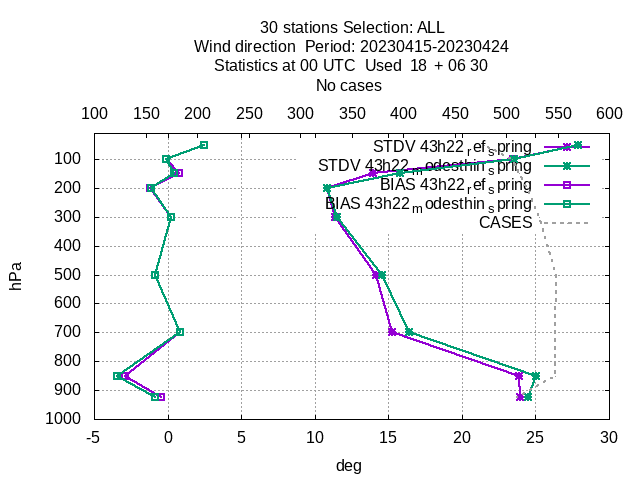 30 stations Selection: ALL
Wind direction  Period: 20230415-20230424
Statistics at 00 UTC  Used  18  + 06 30
No cases
100 150 200 250 300 350 400 450 500 550 600
STDV 43h22_ref_spring
STDV 43h22_modesthin_spring
BIAS 43h22_ref_spring
BIAS 43h22_modesthin_spring
CASES
hPa
100
200
300
400
500
600
700
800
900
1000
-5 0 5 10 15 20 25 30
deg